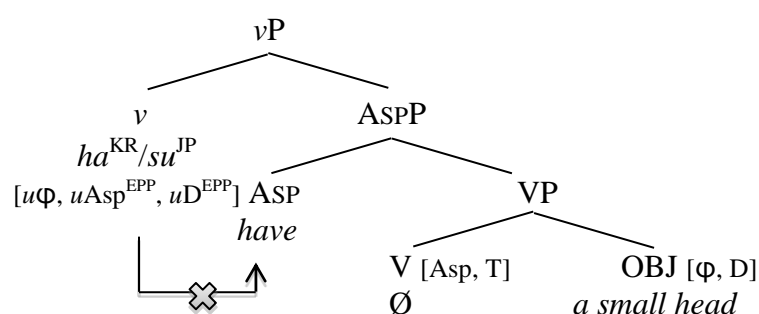 vP
v ASPP
ha^KR/su^JP
[uφ, uAsp^EPP, uD^EPP] ASP VP
have
V [Asp, T] OBJ [φ, D]
Ø a small head